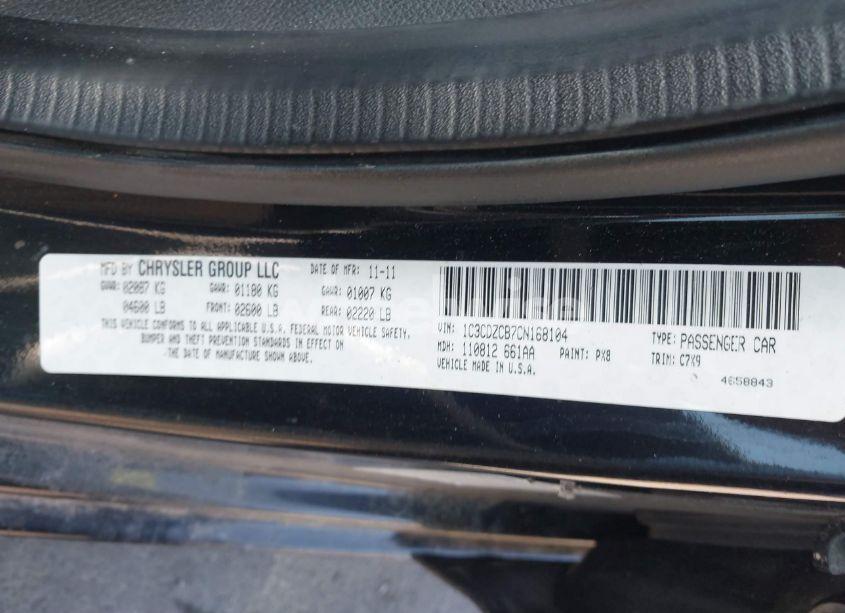 MFD BY CHRYSLER GROUP LLC DATE OF MFR: 11-11
GVWR: 02087 KG GAWR: 01180 KG GAWR: 01007 KG
04600 LB FRONT: 02600 LB REAR: 02220 LB
THIS VEHICLE CONFORMS TO ALL APPLICABLE U.S.A. FEDERAL MOTOR VEHICLE SAFETY,
BUMPER AND THEFT PREVENTION STANDARDS IN EFFECT ON
THE DATE OF MANUFACTURE SHOWN ABOVE.
VIN: 1C3CDZCB7CN168104 TYPE: PASSENGER CAR
MDH: 110812 661AA PAINT: PX8 TRIM: C7X9
VEHICLE MADE IN U.S.A.
4658843